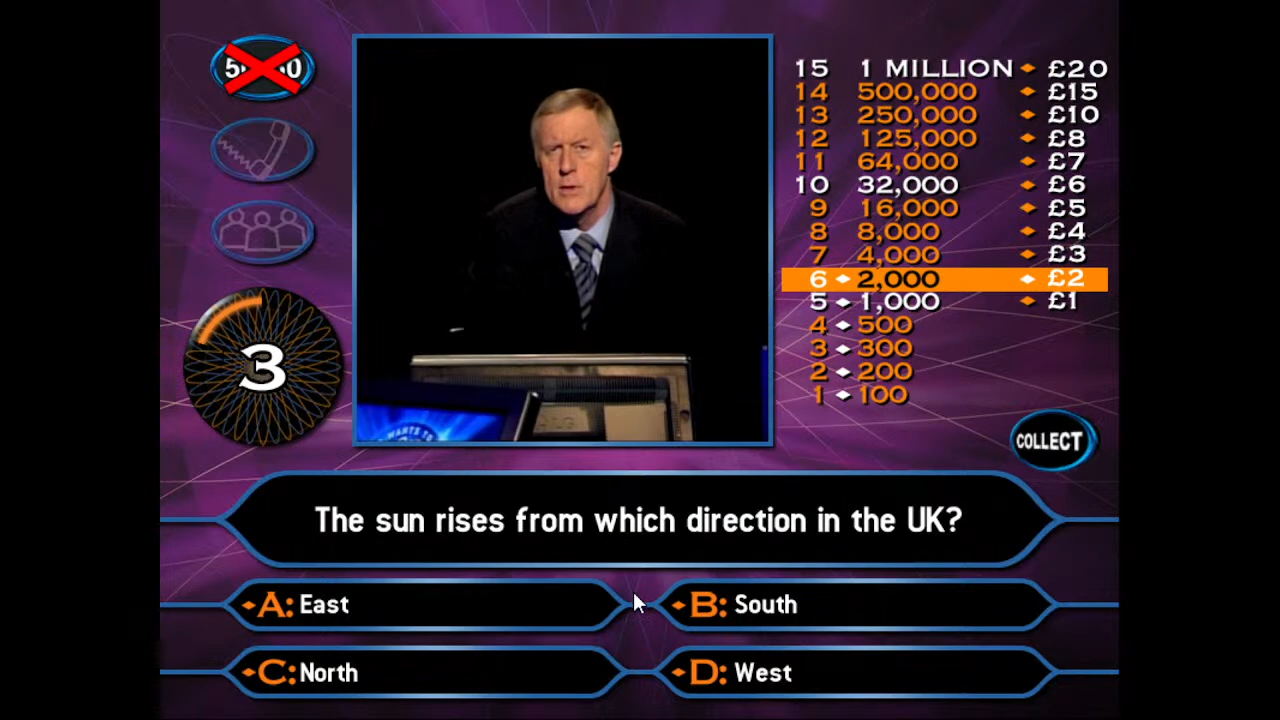 15 1 MILLION £20
14 500,000 £15
13 250,000 £10
12 125,000 £8
11 64,000 £7
10 32,000 £6
9 16,000 £5
8 8,000 £4
7 4,000 £3
6 2,000 £2
5 1,000 £1
4 500
3 300
2 200
1 100
3
WANTS TO
COLLECT
The sun rises from which direction in the UK?
A: East
B: South
C: North
D: West